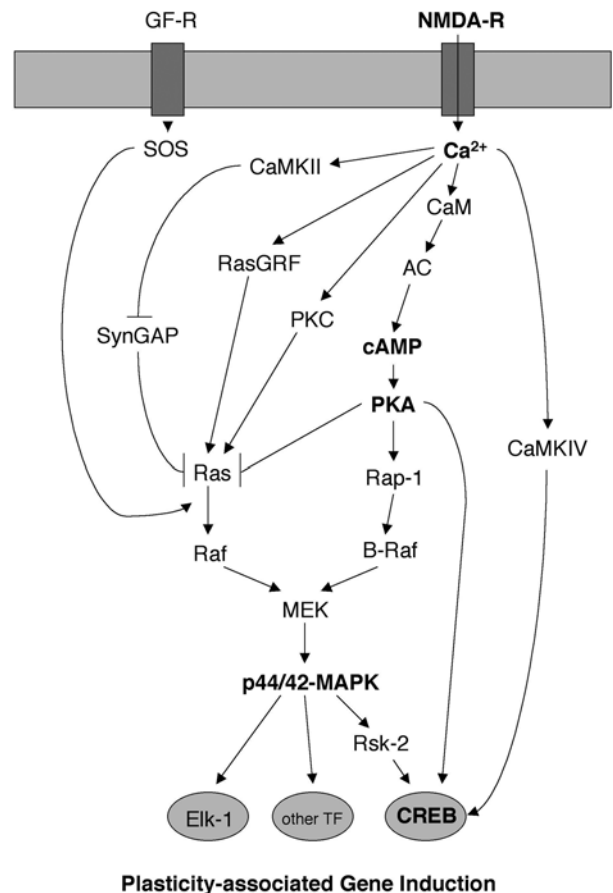 GF-R
NMDA-R
SOS
Ca²⁺
CaMKII
CaM
RasGRF
AC
PKC
SynGAP
cAMP
PKA
CaMKIV
Ras
Rap-1
Raf
B-Raf
MEK
p44/42-MAPK
Rsk-2
Elk-1
other TF
CREB
Plasticity-associated Gene Induction